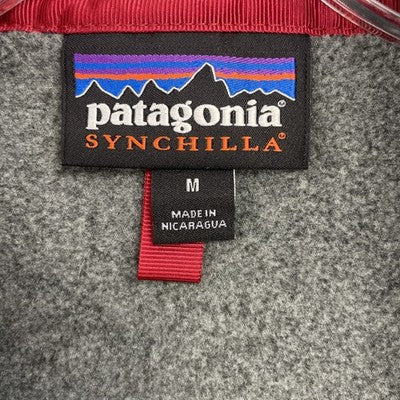 patagonia®
SYNCHILLA®
M
MADE IN
NICARAGUA